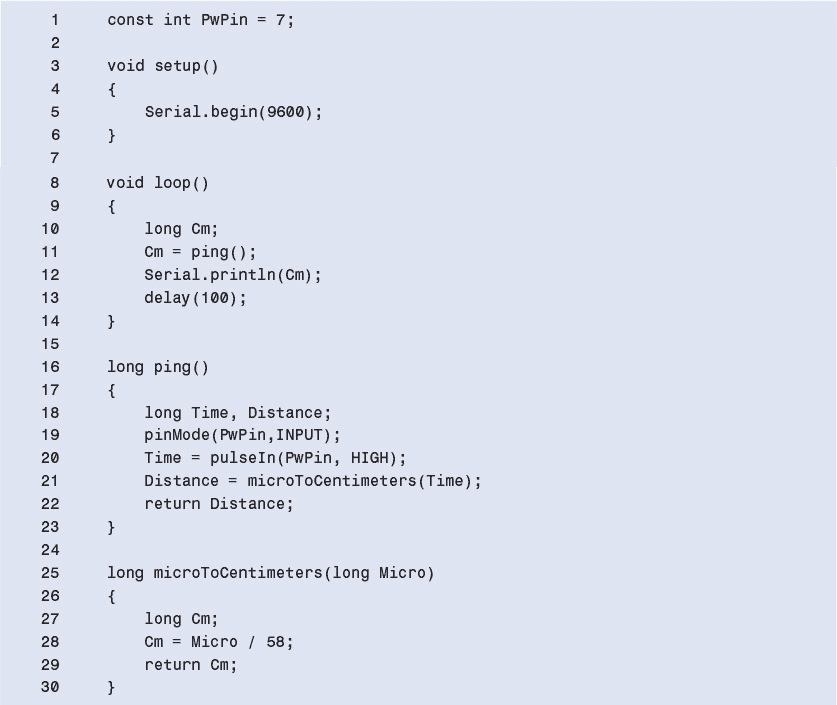 1 const int PwPin = 7;
2
3 void setup()
4 {
5 Serial.begin(9600);
6 }
7
8 void loop()
9 {
10 long Cm;
11 Cm = ping();
12 Serial.println(Cm);
13 delay(100);
14 }
15
16 long ping()
17 {
18 long Time, Distance;
19 pinMode(PwPin,INPUT);
20 Time = pulseIn(PwPin, HIGH);
21 Distance = microToCentimeters(Time);
22 return Distance;
23 }
24
25 long microToCentimeters(long Micro)
26 {
27 long Cm;
28 Cm = Micro / 58;
29 return Cm;
30 }